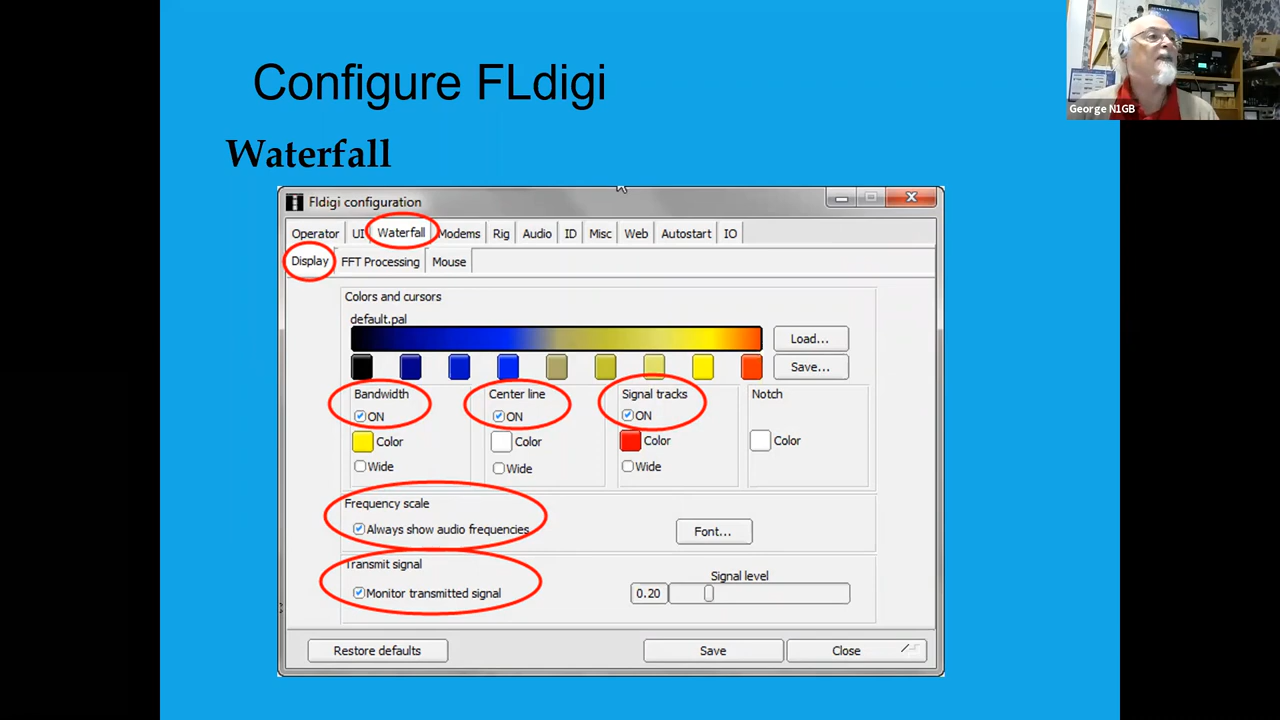 Configure FLdigi
George N1GB
Waterfall
Fldigi configuration
Operator UI Waterfall Modems Rig Audio ID Misc Web Autostart IO
Display FFT Processing Mouse
Colors and cursors
default.pal
Load...
Save...
Bandwidth Center line Signal tracks Notch
ON ON ON
Color Color Color Color
Wide Wide Wide
Frequency scale
Always show audio frequencies Font...
Transmit signal
Signal level
Monitor transmitted signal 0.20
Restore defaults Save Close